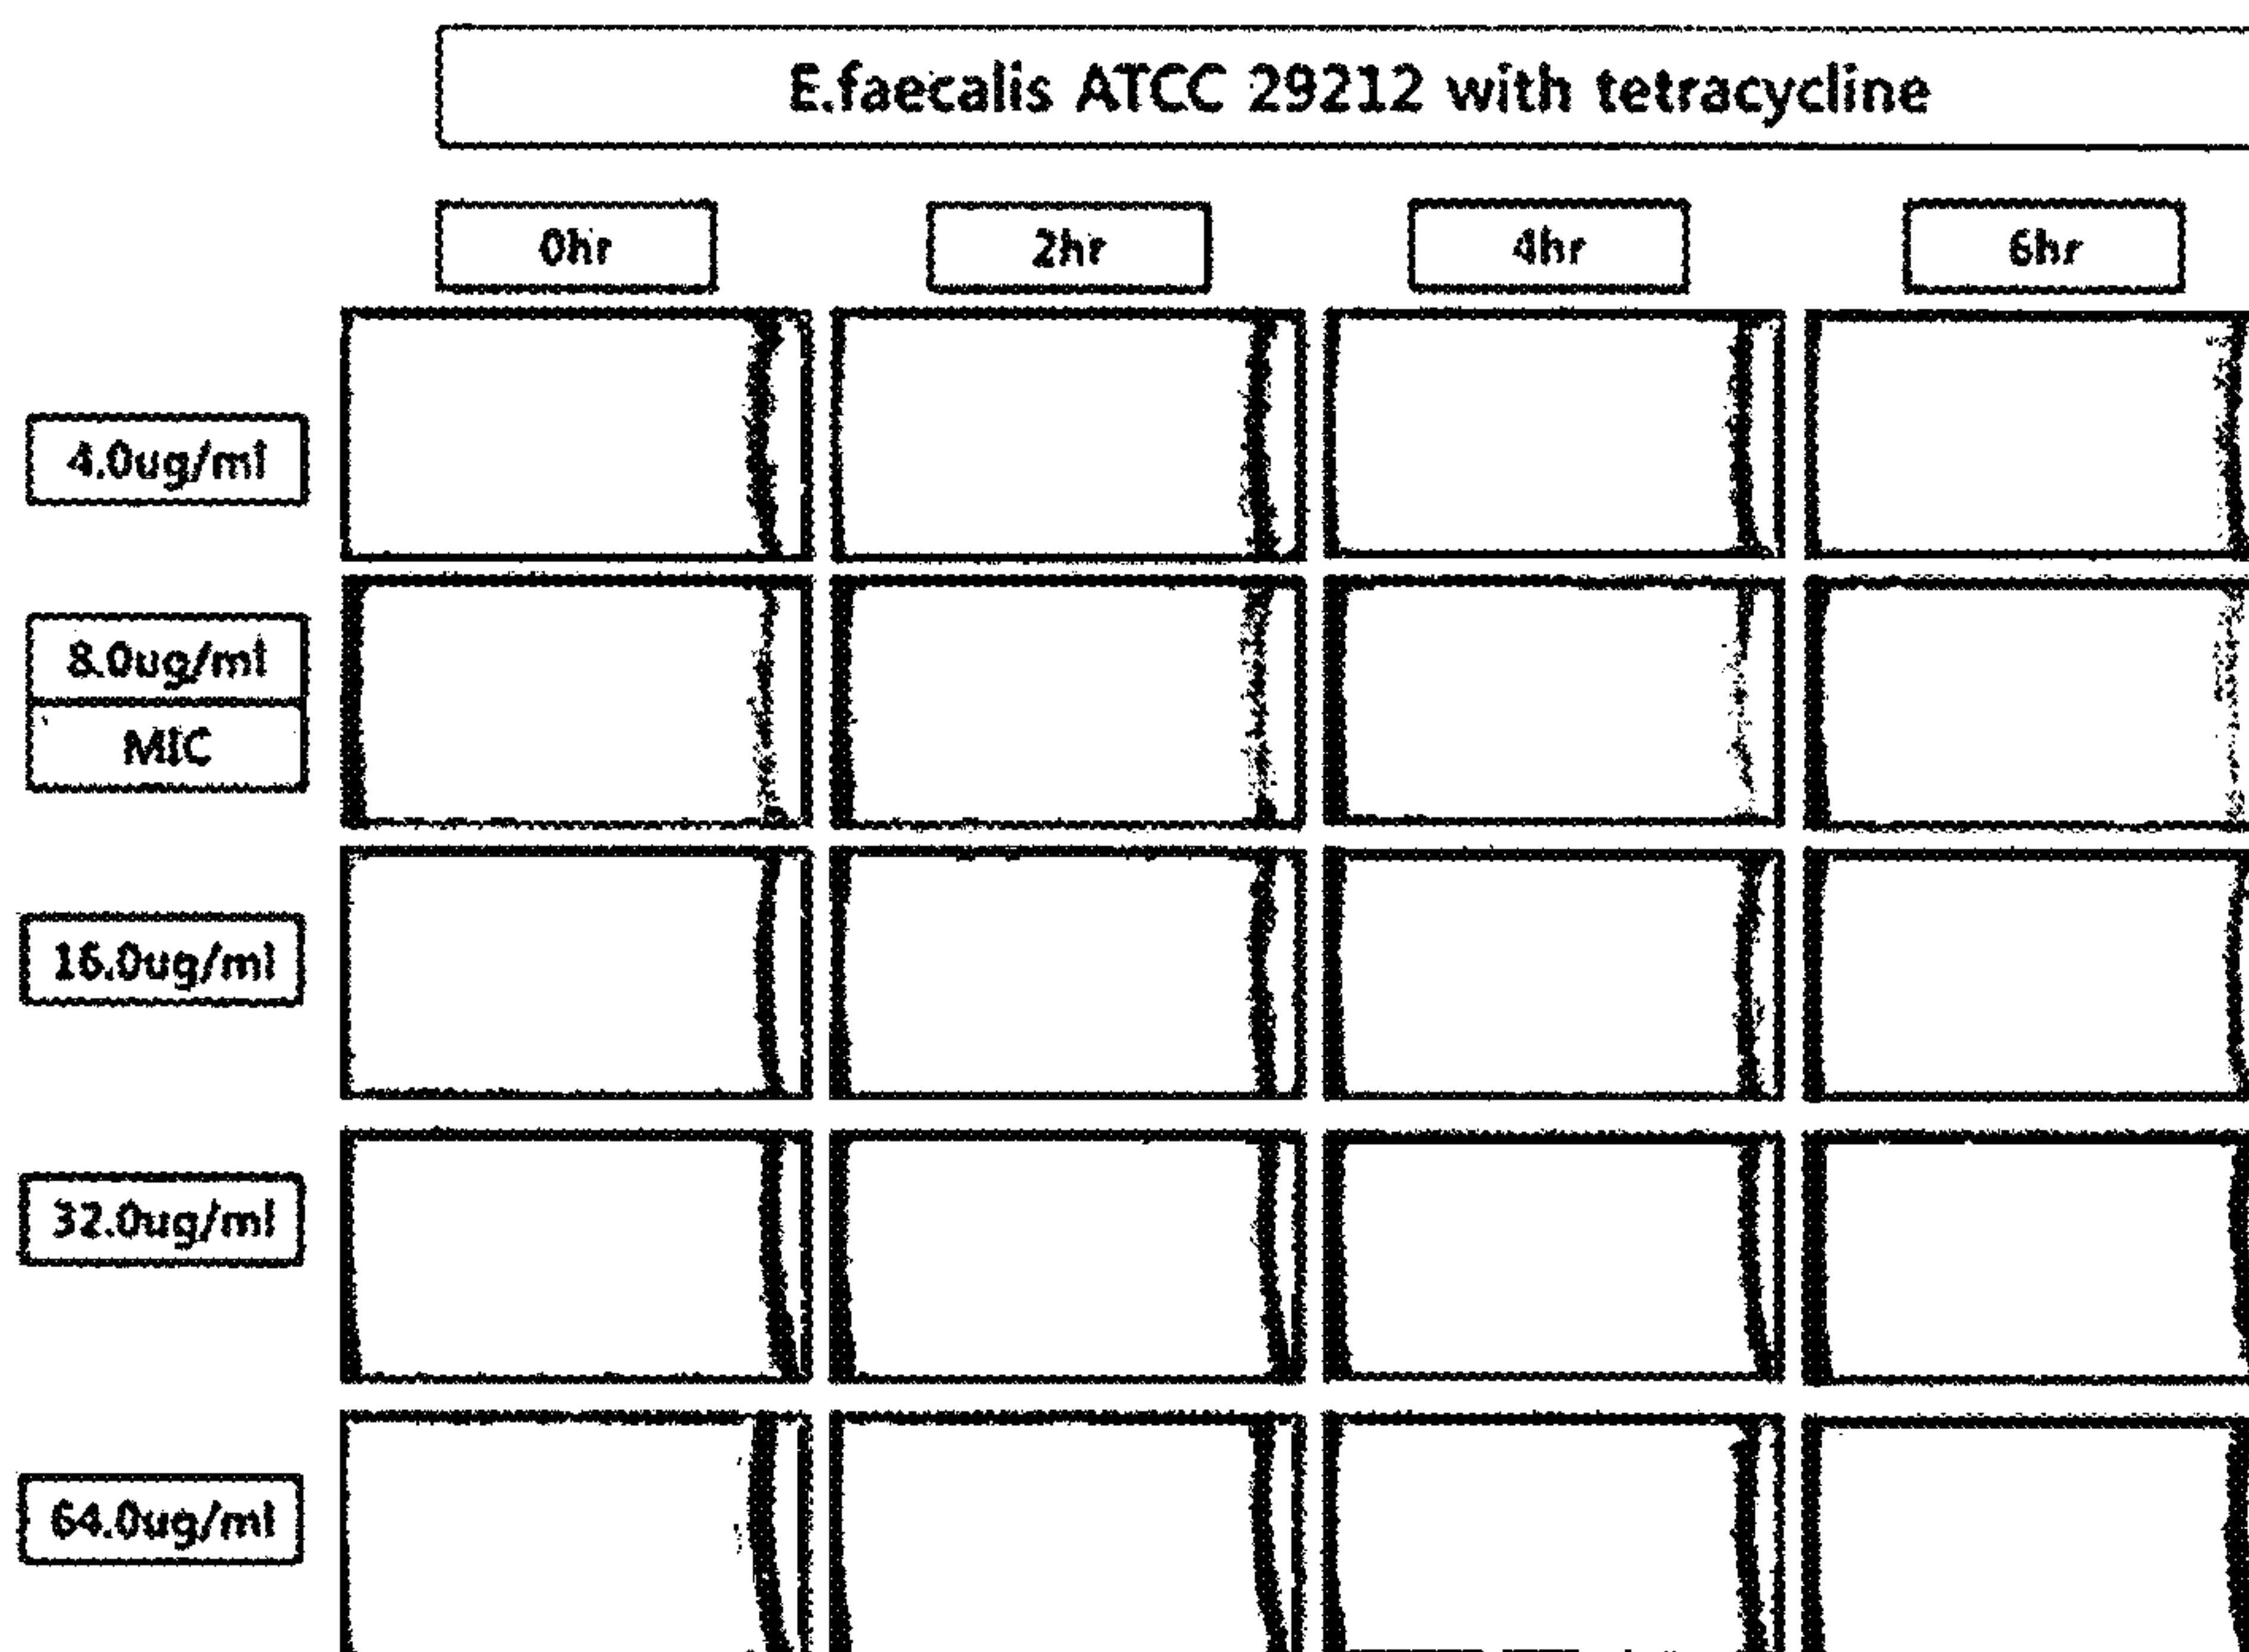 E.faecalis ATCC 29212 with tetracycline
0hr
2hr
4hr
6hr
4.0ug/ml
8.0ug/ml
MIC
16.0ug/ml
32.0ug/ml
64.0ug/ml